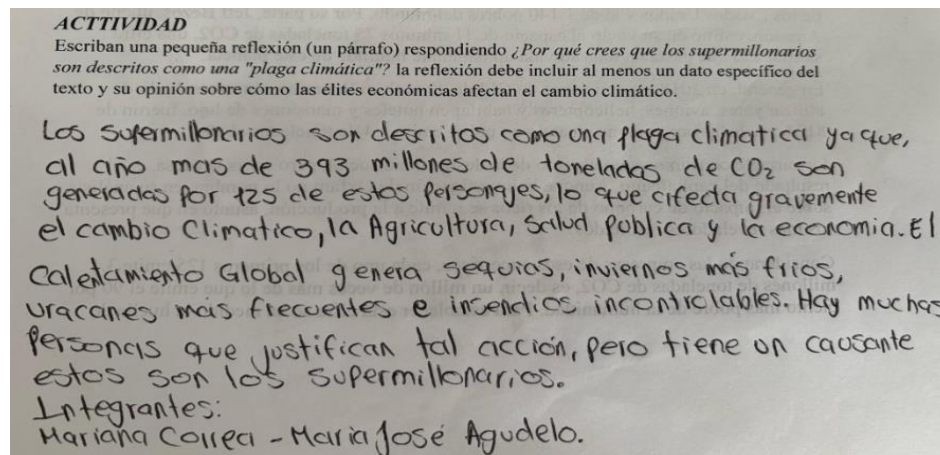 ACTTIVIDAD
Escriban una pequeña reflexión (un párrafo) respondiendo ¿Por qué crees que los supermillonarios
son descritos como una "plaga climática"? la reflexión debe incluir al menos un dato específico del
texto y su opinión sobre cómo las élites económicas afectan el cambio climático.
Los supermillonarios son descritos como una plaga climatica ya que,
al año mas de 393 millones de toneladas de CO₂ son
generadas por 125 de estos personajes, lo que afecta gravemente
el cambio Climatico, la Agricultura, Salud Publica y la economia. El
Calentamiento Global genera sequias, inviernos más frios,
uracanes más frecuentes e insendios incontrolables. Hay muchas
Personas que justifican tal acción, pero tiene un causante
estos son los supermillonarios.
Integrantes:
Mariana Correa - Maria José Agudelo.